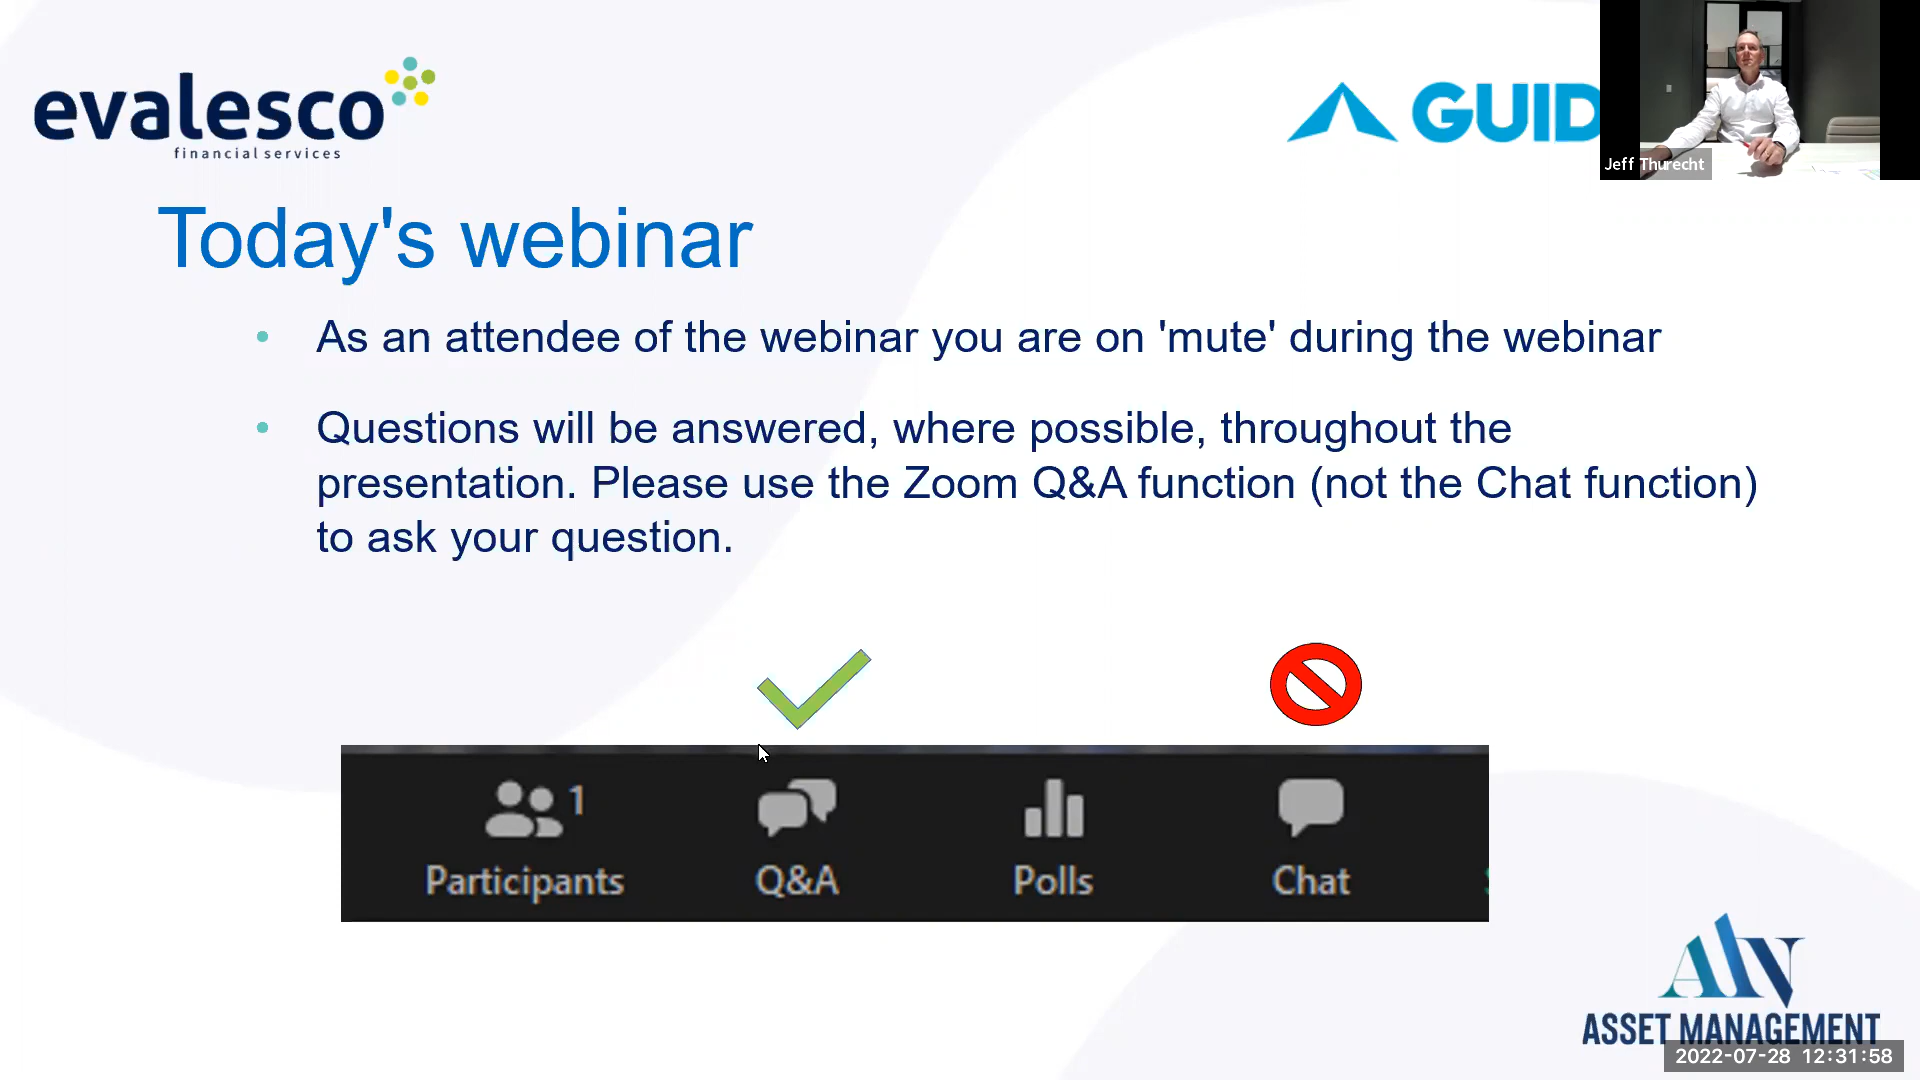 evalesco
financial services
GUID
Jeff Thurecht
Today's webinar
• As an attendee of the webinar you are on 'mute' during the webinar
• Questions will be answered, where possible, throughout the
presentation. Please use the Zoom Q&A function (not the Chat function)
to ask your question.
1
Participants
Q&A
Polls
Chat
ASSET MANAGEMENT
2022-07-28 12:31:58